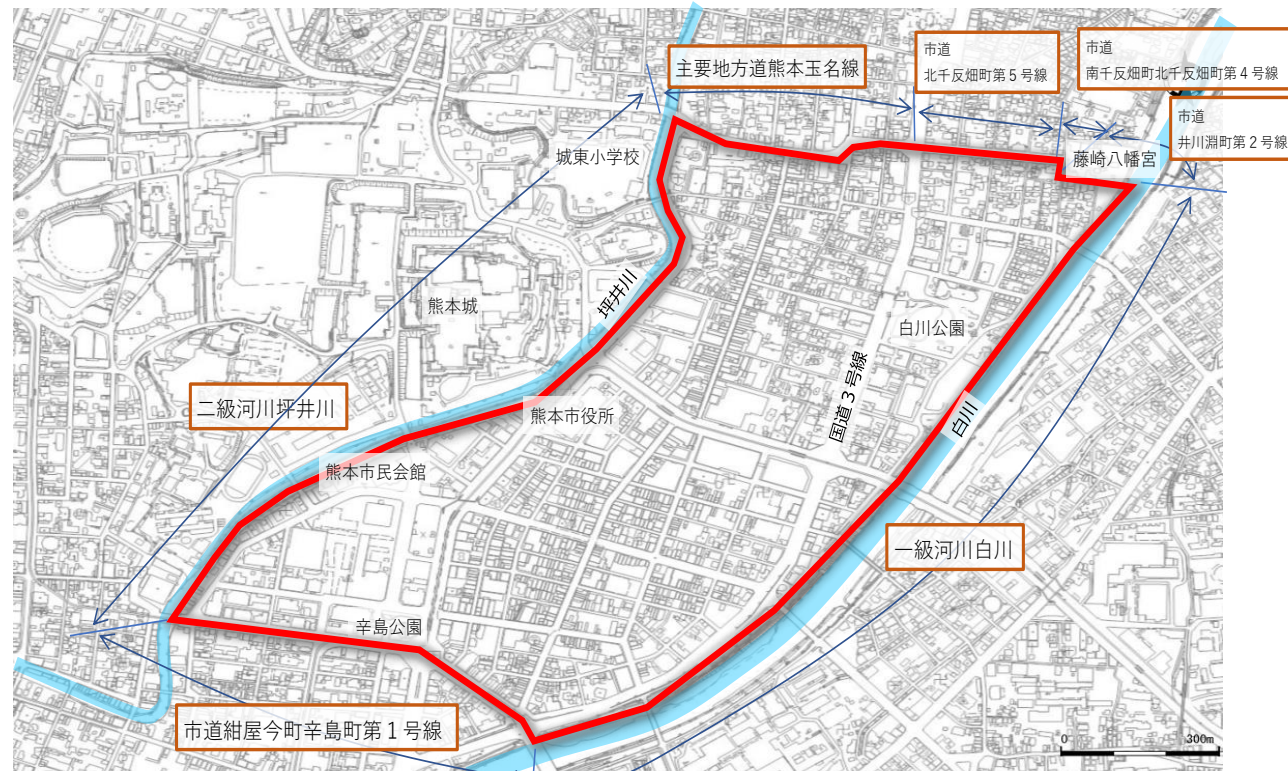 主要地方道熊本玉名線
市道
北千反畑町第５号線
市道
南千反畑町北千反畑町第４号線
市道
井川淵町第２号線
城東小学校
藤崎八幡宮
熊本城
坪井川
白川公園
国道３号線
二級河川坪井川
熊本市役所
白川
熊本市民会館
一級河川白川
辛島公園
市道紺屋今町辛島町第１号線
0
300m